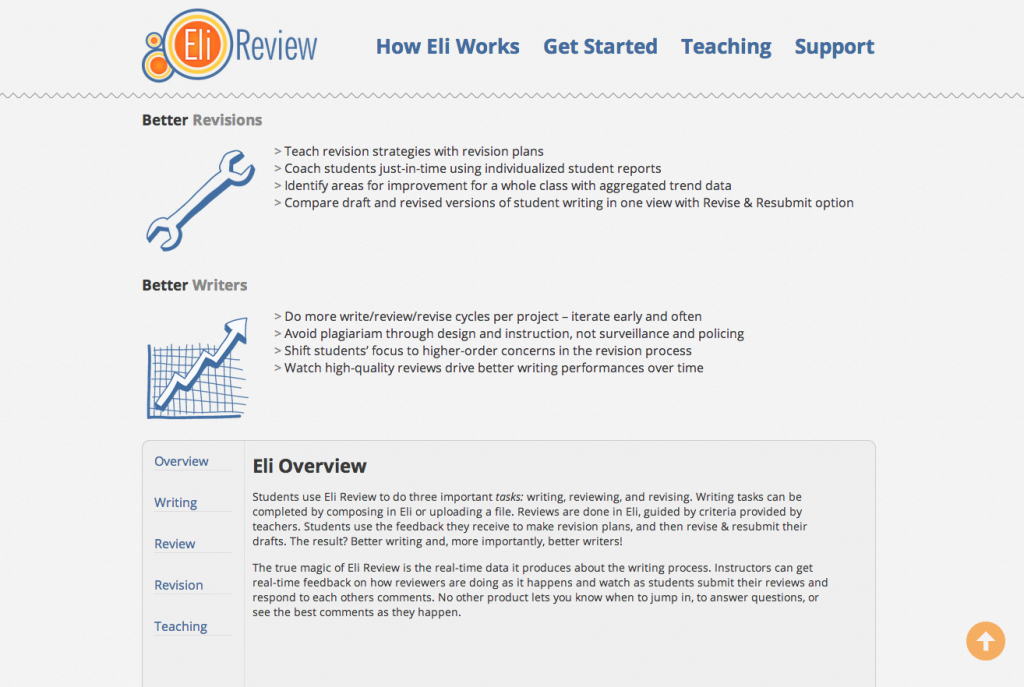 Eli Review
How Eli Works Get Started Teaching Support
Better Revisions
> Teach revision strategies with revision plans
> Coach students just-in-time using individualized student reports
> Identify areas for improvement for a whole class with aggregated trend data
> Compare draft and revised versions of student writing in one view with Revise & Resubmit option
Better Writers
> Do more write/review/revise cycles per project – iterate early and often
> Avoid plagiariam through design and instruction, not surveillance and policing
> Shift students’ focus to higher-order concerns in the revision process
> Watch high-quality reviews drive better writing performances over time
Overview
Writing
Review
Revision
Teaching
Eli Overview
Students use Eli Review to do three important tasks: writing, reviewing, and revising. Writing tasks can be
completed by composing in Eli or uploading a file. Reviews are done in Eli, guided by criteria provided by
teachers. Students use the feedback they receive to make revision plans, and then revise & resubmit their
drafts. The result? Better writing and, more importantly, better writers!
The true magic of Eli Review is the real-time data it produces about the writing process. Instructors can get
real-time feedback on how reviewers are doing as it happens and watch as students submit their reviews and
respond to each others comments. No other product lets you know when to jump in, to answer questions, or
see the best comments as they happen.